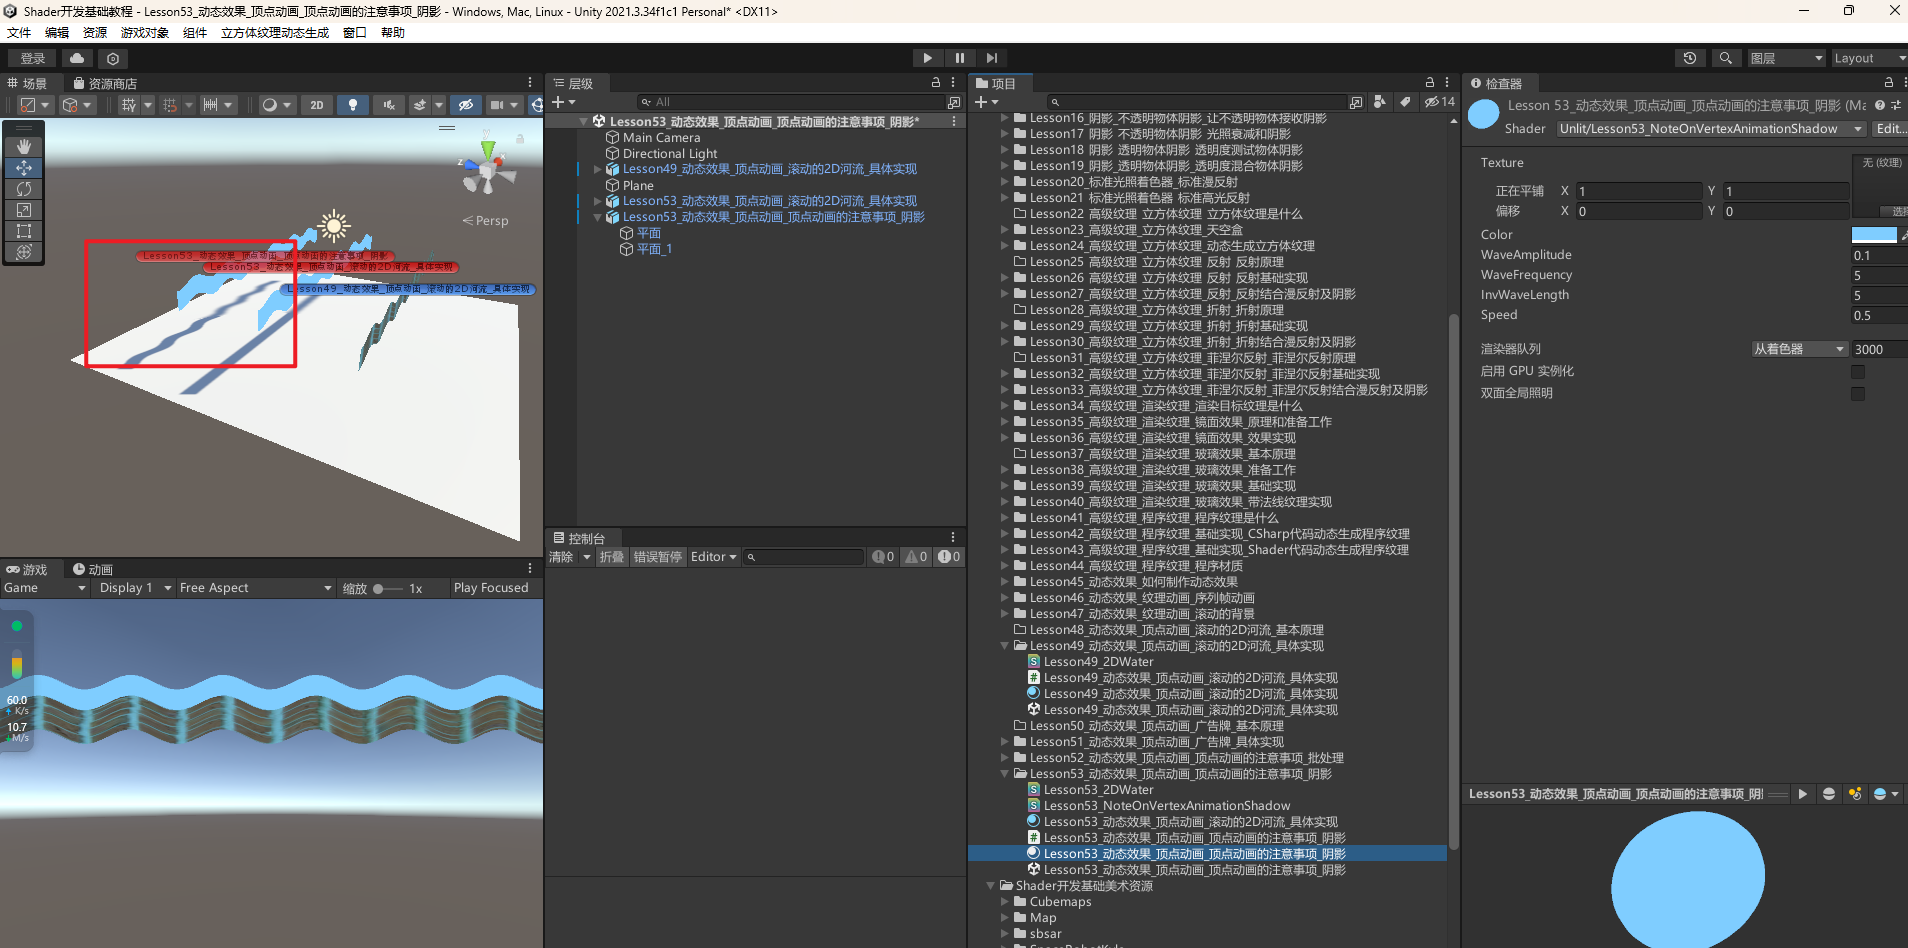 Shader开发基础教程 - Lesson53_动态效果_顶点动画_顶点动画的注意事项_阴影 - Windows, Mac, Linux - Unity 2021.3.34f1c1 Personal* <DX11>
文件 编辑 资源 游戏对象 组件 立方体纹理动态生成 窗口 帮助
登录
图层
Layout
场景
资源商店
2D
y
z
Persp
Lesson53_动态效果_顶点动画_顶点动画的注意事项_阴影
Lesson53_动态效果_顶点动画_滚动的2D河流_具体实现
Lesson49_动态效果_顶点动画_滚动的2D河流_具体实现
游戏
动画
Game
Display 1
Free Aspect
缩放
1x
Play Focused
60.0
K/s
10.7
M/s
层级
All
Lesson53_动态效果_顶点动画_顶点动画的注意事项_阴影*
Main Camera
Directional Light
Lesson49_动态效果_顶点动画_滚动的2D河流_具体实现
Plane
Lesson53_动态效果_顶点动画_滚动的2D河流_具体实现
Lesson53_动态效果_顶点动画_顶点动画的注意事项_阴影
平面
平面_1
控制台
清除
折叠
错误暂停
Editor
0
0
0
项目
14
Lesson16_阴影_不透明物体阴影_让不透明物体接收阴影
Lesson17_阴影_不透明物体阴影_光照衰减和阴影
Lesson18_阴影_透明物体阴影_透明度测试物体阴影
Lesson19_阴影_透明物体阴影_透明度混合物体阴影
Lesson20_标准光照着色器_标准漫反射
Lesson21_标准光照着色器_标准高光反射
Lesson22_高级纹理_立方体纹理_立方体纹理是什么
Lesson23_高级纹理_立方体纹理_天空盒
Lesson24_高级纹理_立方体纹理_动态生成立方体纹理
Lesson25_高级纹理_立方体纹理_反射_反射原理
Lesson26_高级纹理_立方体纹理_反射_反射基础实现
Lesson27_高级纹理_立方体纹理_反射_反射结合漫反射及阴影
Lesson28_高级纹理_立方体纹理_折射_折射原理
Lesson29_高级纹理_立方体纹理_折射_折射基础实现
Lesson30_高级纹理_立方体纹理_折射_折射结合漫反射及阴影
Lesson31_高级纹理_立方体纹理_菲涅尔反射_菲涅尔反射原理
Lesson32_高级纹理_立方体纹理_菲涅尔反射_菲涅尔反射基础实现
Lesson33_高级纹理_立方体纹理_菲涅尔反射_菲涅尔反射结合漫反射及阴影
Lesson34_高级纹理_渲染纹理_渲染目标纹理是什么
Lesson35_高级纹理_渲染纹理_镜面效果_原理和准备工作
Lesson36_高级纹理_渲染纹理_镜面效果_效果实现
Lesson37_高级纹理_渲染纹理_玻璃效果_基本原理
Lesson38_高级纹理_渲染纹理_玻璃效果_准备工作
Lesson39_高级纹理_渲染纹理_玻璃效果_基础实现
Lesson40_高级纹理_渲染纹理_玻璃效果_带法线纹理实现
Lesson41_高级纹理_程序纹理_程序纹理是什么
Lesson42_高级纹理_程序纹理_基础实现_CSharp代码动态生成程序纹理
Lesson43_高级纹理_程序纹理_基础实现_Shader代码动态生成程序纹理
Lesson44_高级纹理_程序纹理_程序材质
Lesson45_动态效果_如何制作动态效果
Lesson46_动态效果_纹理动画_序列帧动画
Lesson47_动态效果_纹理动画_滚动的背景
Lesson48_动态效果_顶点动画_滚动的2D河流_基本原理
Lesson49_动态效果_顶点动画_滚动的2D河流_具体实现
Lesson49_2DWater
Lesson49_动态效果_顶点动画_滚动的2D河流_具体实现
Lesson49_动态效果_顶点动画_滚动的2D河流_具体实现
Lesson49_动态效果_顶点动画_滚动的2D河流_具体实现
Lesson50_动态效果_顶点动画_广告牌_基本原理
Lesson51_动态效果_顶点动画_广告牌_具体实现
Lesson52_动态效果_顶点动画_顶点动画的注意事项_批处理
Lesson53_动态效果_顶点动画_顶点动画的注意事项_阴影
Lesson53_2DWater
Lesson53_NoteOnVertexAnimationShadow
Lesson53_动态效果_顶点动画_滚动的2D河流_具体实现
Lesson53_动态效果_顶点动画_顶点动画的注意事项_阴影
Lesson53_动态效果_顶点动画_顶点动画的注意事项_阴影
Lesson53_动态效果_顶点动画_顶点动画的注意事项_阴影
Shader开发基础美术资源
Cubemaps
Map
sbsar
检查器
Lesson 53_动态效果_顶点动画_顶点动画的注意事项_阴影 (Ma
Shader Unlit/Lesson53_NoteOnVertexAnimationShadow Edit...
Texture
无 (纹理)
正在平铺 X 1 Y 1
偏移 X 0 Y 0
选择
Color
WaveAmplitude 0.1
WaveFrequency 5
InvWaveLength 5
Speed 0.5
渲染器队列 从着色器 3000
启用 GPU 实例化
双面全局照明
Lesson53_动态效果_顶点动画_顶点动画的注意事项_阴